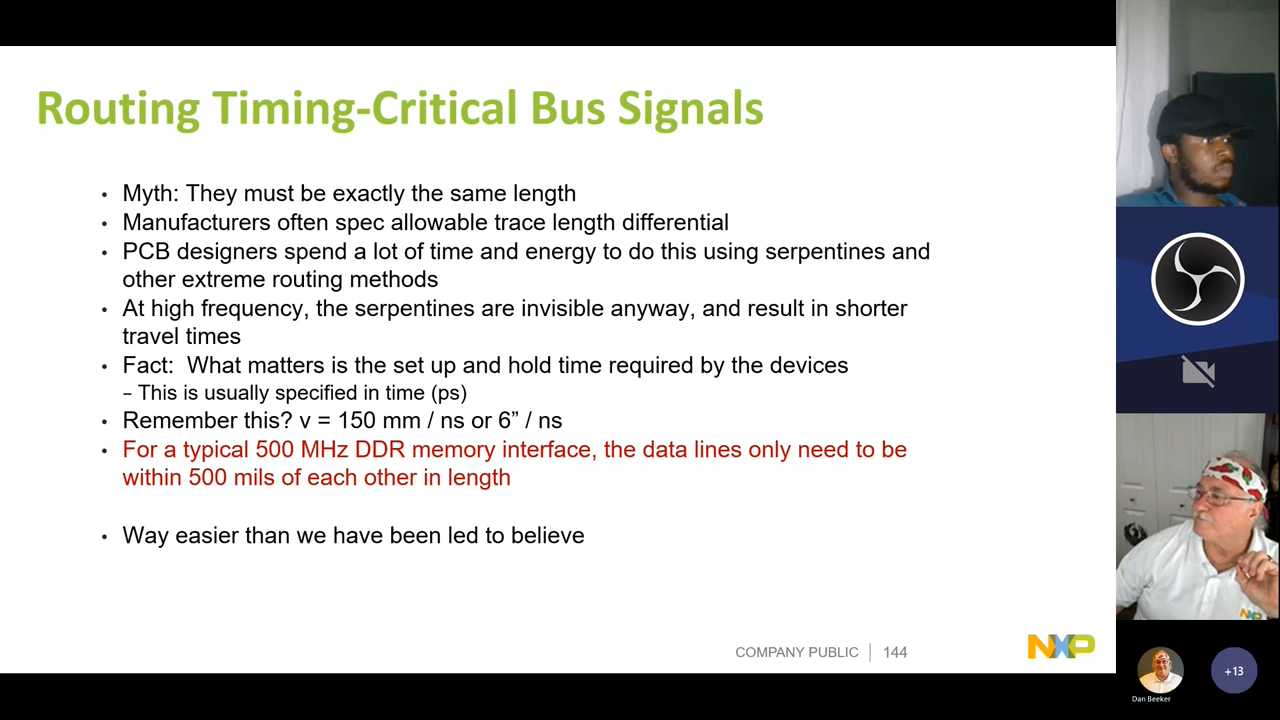 Routing Timing-Critical Bus Signals
• Myth: They must be exactly the same length
• Manufacturers often spec allowable trace length differential
• PCB designers spend a lot of time and energy to do this using serpentines and
other extreme routing methods
• At high frequency, the serpentines are invisible anyway, and result in shorter
travel times
• Fact:  What matters is the set up and hold time required by the devices
– This is usually specified in time (ps)
• Remember this? v = 150 mm / ns or 6” / ns
• For a typical 500 MHz DDR memory interface, the data lines only need to be
within 500 mils of each other in length
• Way easier than we have been led to believe
COMPANY PUBLIC | 144
NXP
NXP
Dan Beeker
+13